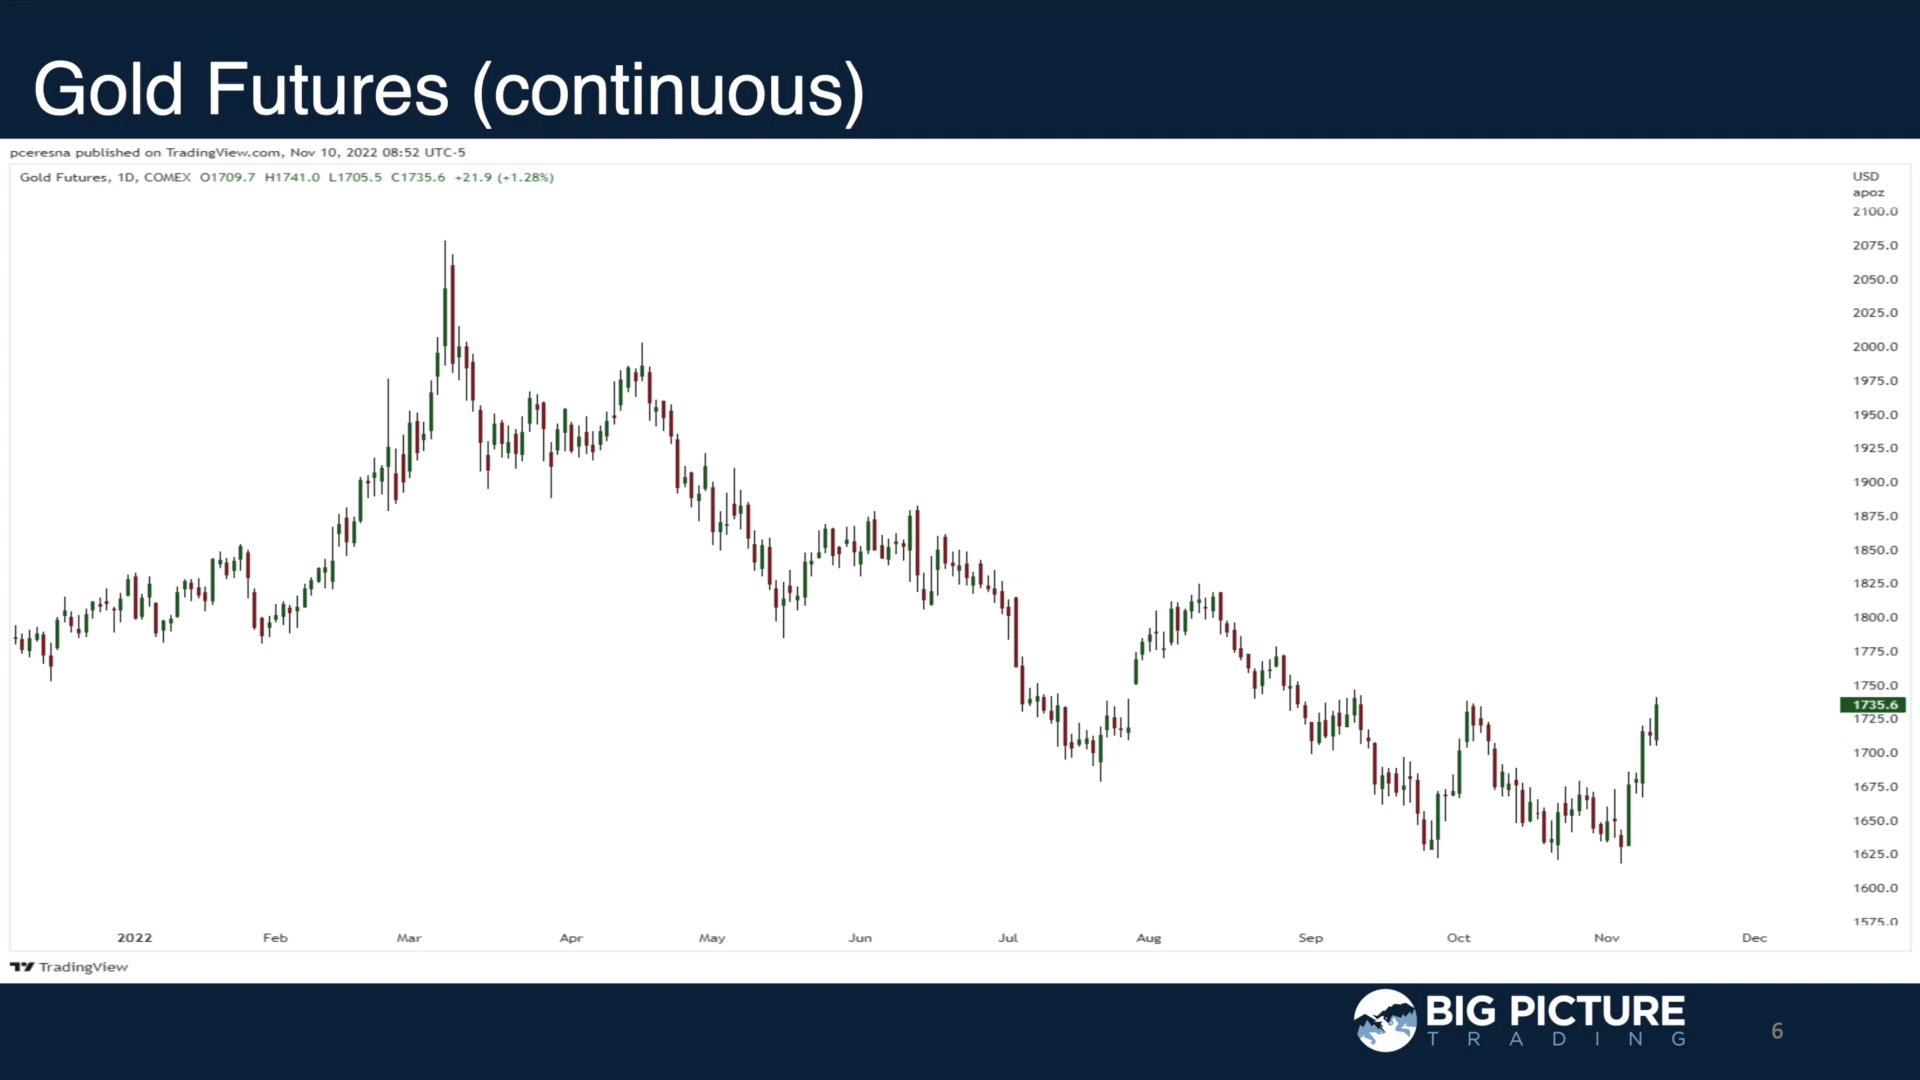 Gold Futures (continuous)
pceresna published on TradingView.com, Nov 10, 2022 08:52 UTC-5
Gold Futures, 1D, COMEX O1709.7 H1741.0 L1705.5 C1735.6 +21.9 (+1.28%)
USD
apoz
2100.0
2075.0
2050.0
2025.0
2000.0
1975.0
1950.0
1925.0
1900.0
1875.0
1850.0
1825.0
1800.0
1775.0
1750.0
1735.6
1725.0
1700.0
1675.0
1650.0
1625.0
1600.0
1575.0
2022 Feb Mar Apr May Jun Jul Aug Sep Oct Nov Dec
TradingView
BIG PICTURE
TRADING
6